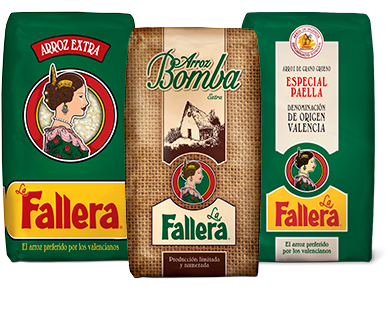 ARROZ EXTRA
La
Fallera
El arroz preferido por los valencianos
Arroz
Bomba
Extra
La
Fallera
Producción limitada
y numerada
ARROZ DE GRANO GRUESO
ESPECIAL
PAELLA
DENOMINACIÓN
DE ORIGEN
VALENCIA
La
Fallera
El arroz preferido por
los valencianos